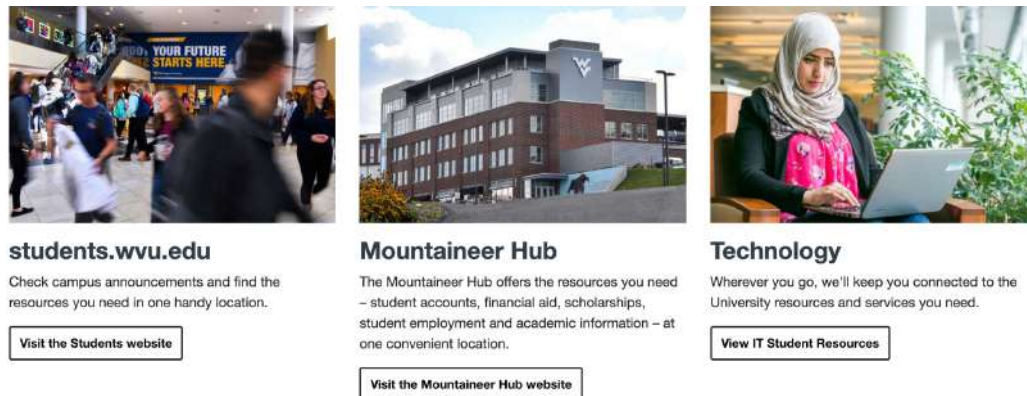 YOUR FUTURE
STARTS HERE.
students.wvu.edu
Check campus announcements and find the
resources you need in one handy location.
Visit the Students website
Mountaineer Hub
The Mountaineer Hub offers the resources you need
– student accounts, financial aid, scholarships,
student employment and academic information – at
one convenient location.
Visit the Mountaineer Hub website
Technology
Wherever you go, we'll keep you connected to the
University resources and services you need.
View IT Student Resources